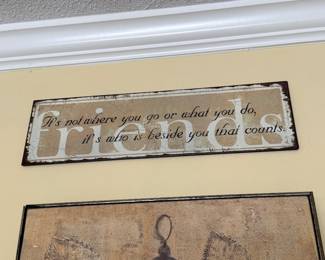 friends
It's not where you go or what you do,
it's who is beside you that counts.